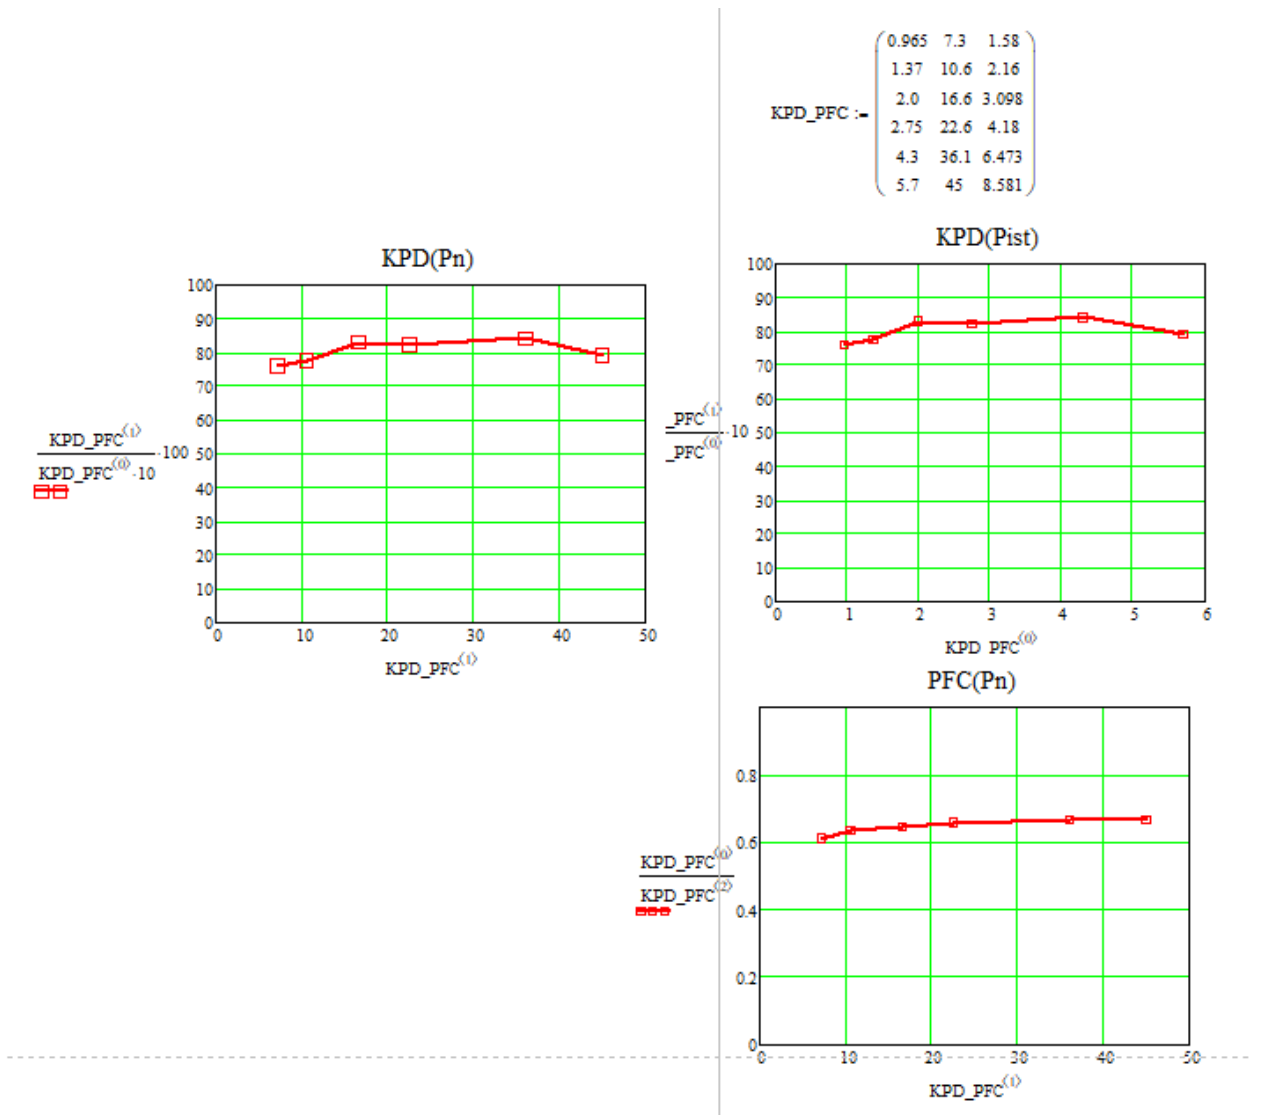 KPD_PFC :=
0.965 7.3 1.58
1.37 10.6 2.16
2.0 16.6 3.098
2.75 22.6 4.18
4.3 36.1 6.473
5.7 45 8.581
KPD(Pn)
100
90
80
70
60
50
40
30
20
10
0
0 10 20 30 40 50
KPD_PFC⟨1⟩
KPD_PFC⟨0⟩·10
·100
KPD_PFC⟨1⟩
KPD(Pist)
100
90
80
70
60
50
40
30
20
10
0
0 1 2 3 4 5 6
_PFC⟨1⟩
_PFC⟨0⟩
·10
KPD_PFC⟨0⟩
PFC(Pn)
0.8
0.6
0.4
0.2
0
0 10 20 30 40 50
KPD_PFC⟨0⟩
KPD_PFC⟨2⟩
KPD_PFC⟨1⟩